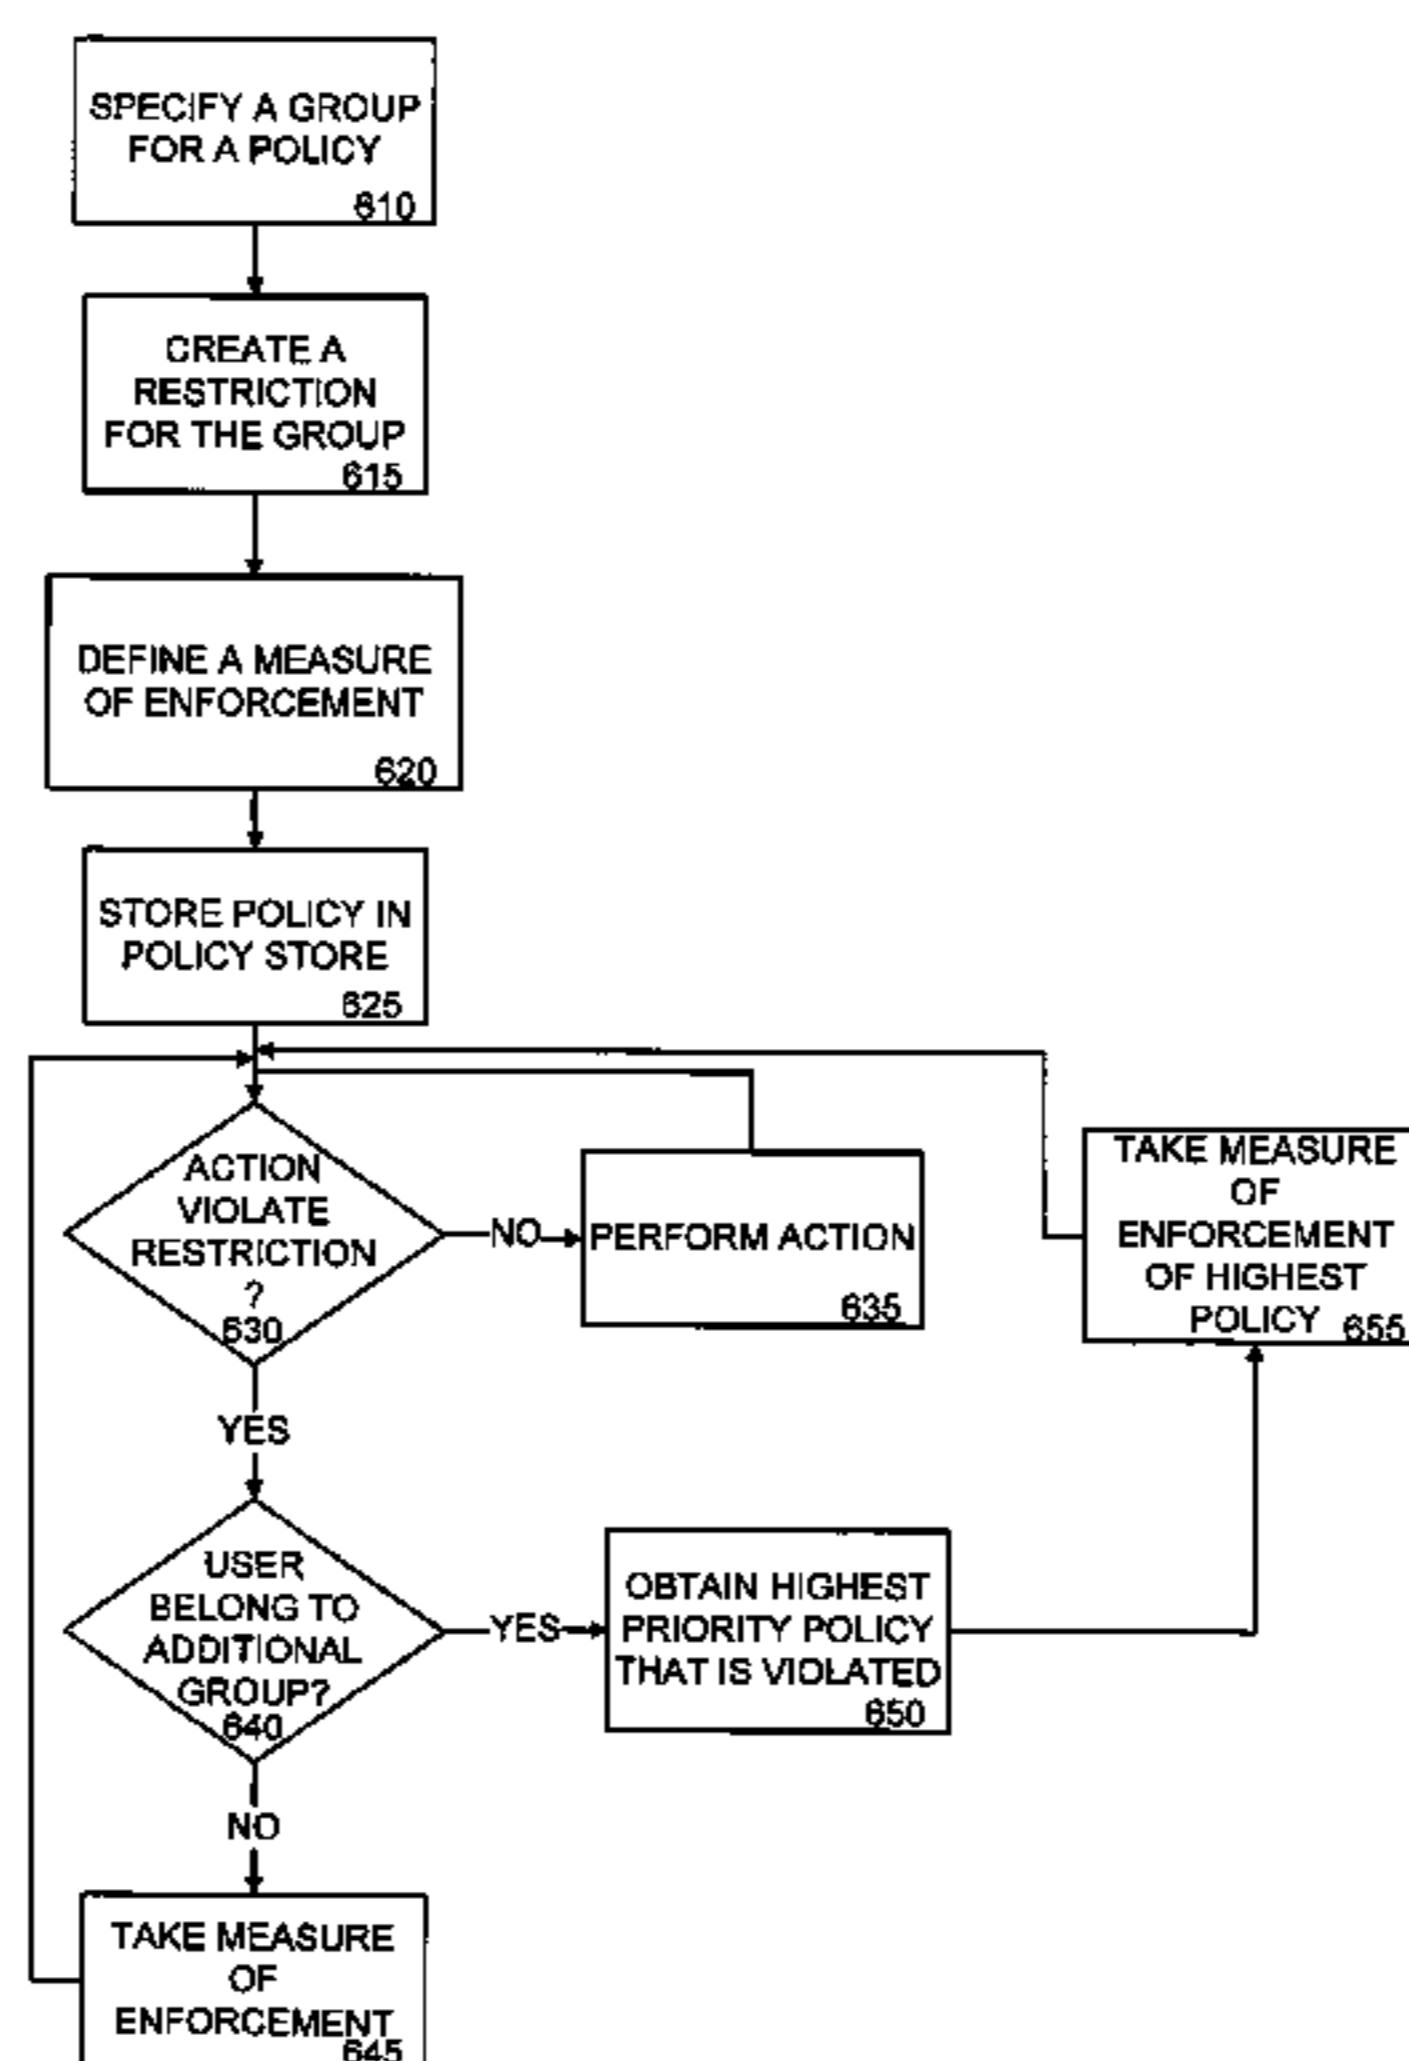 SPECIFY A GROUP
FOR A POLICY
610
CREATE A
RESTRICTION
FOR THE GROUP
615
DEFINE A MEASURE
OF ENFORCEMENT
620
STORE POLICY IN
POLICY STORE
625
ACTION
VIOLATE
RESTRICTION
?
630
NO
PERFORM ACTION
635
TAKE MEASURE
OF
ENFORCEMENT
OF HIGHEST
POLICY 655
YES
USER
BELONG TO
ADDITIONAL
GROUP?
640
YES
OBTAIN HIGHEST
PRIORITY POLICY
THAT IS VIOLATED
650
NO
TAKE MEASURE
OF
ENFORCEMENT
645